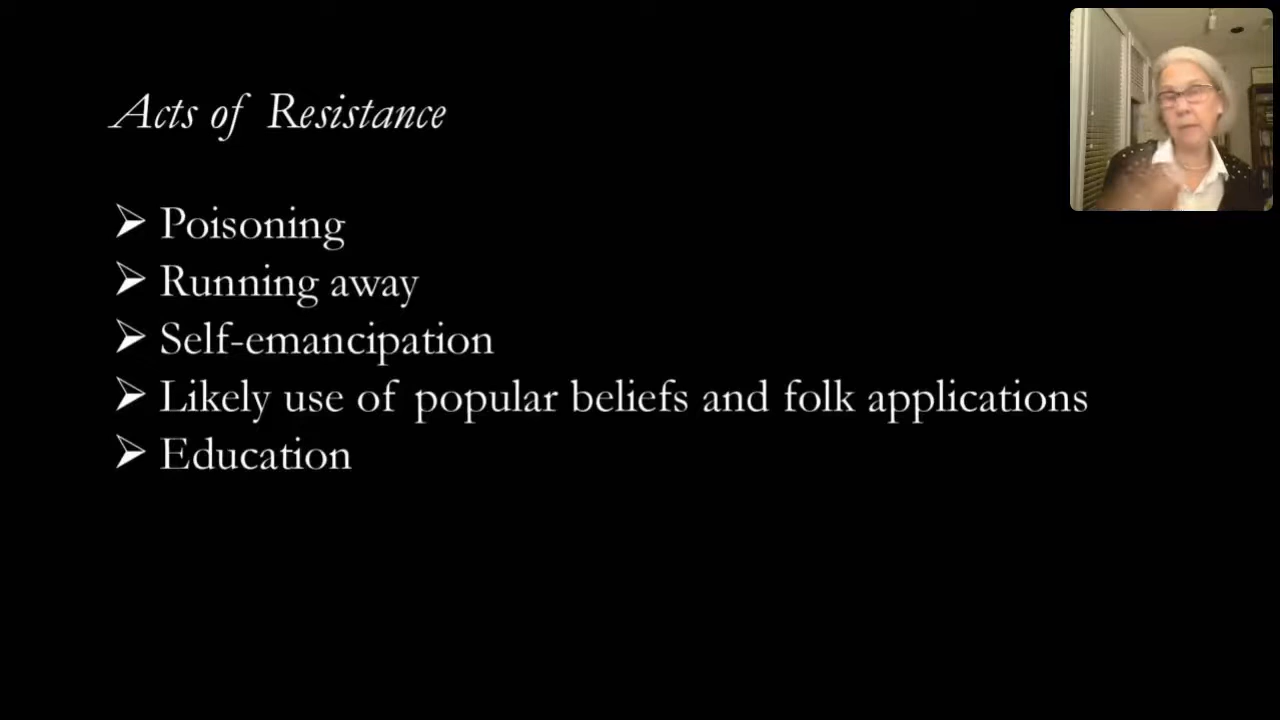 Acts of Resistance
➢ Poisoning
➢ Running away
➢ Self-emancipation
➢ Likely use of popular beliefs and folk applications
➢ Education